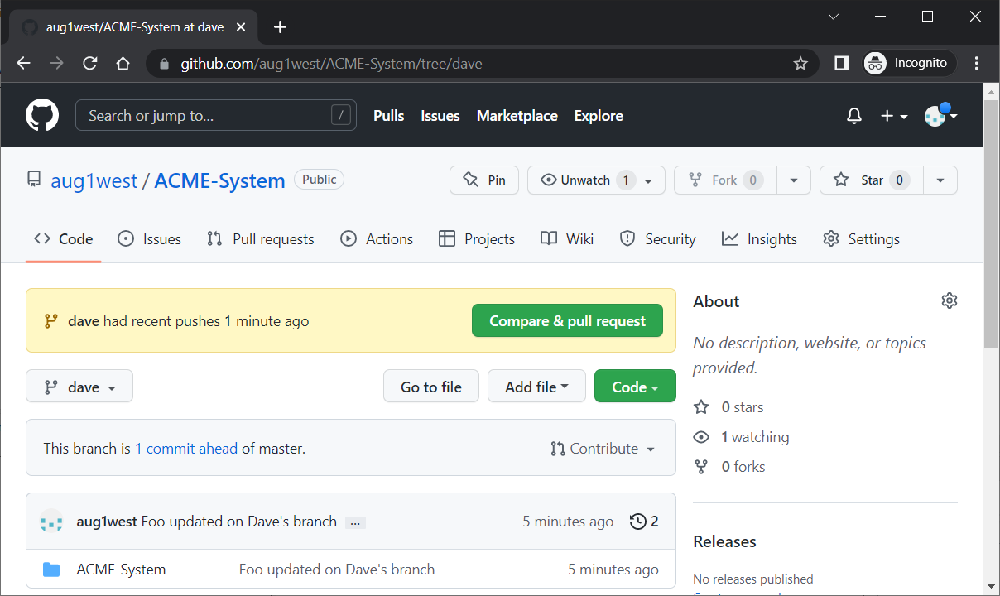 aug1west/ACME-System at dave
github.com/aug1west/ACME-System/tree/dave
Incognito
Search or jump to... /
Pulls Issues Marketplace Explore
aug1west / ACME-System Public
Pin Unwatch 1 Fork 0 Star 0
Code Issues Pull requests Actions Projects Wiki Security Insights Settings
dave had recent pushes 1 minute ago
Compare & pull request
dave Go to file Add file Code
This branch is 1 commit ahead of master.
Contribute
aug1west Foo updated on Dave's branch ... 5 minutes ago 2
ACME-System Foo updated on Dave's branch 5 minutes ago
About
No description, website, or topics
provided.
0 stars
1 watching
0 forks
Releases
No releases published